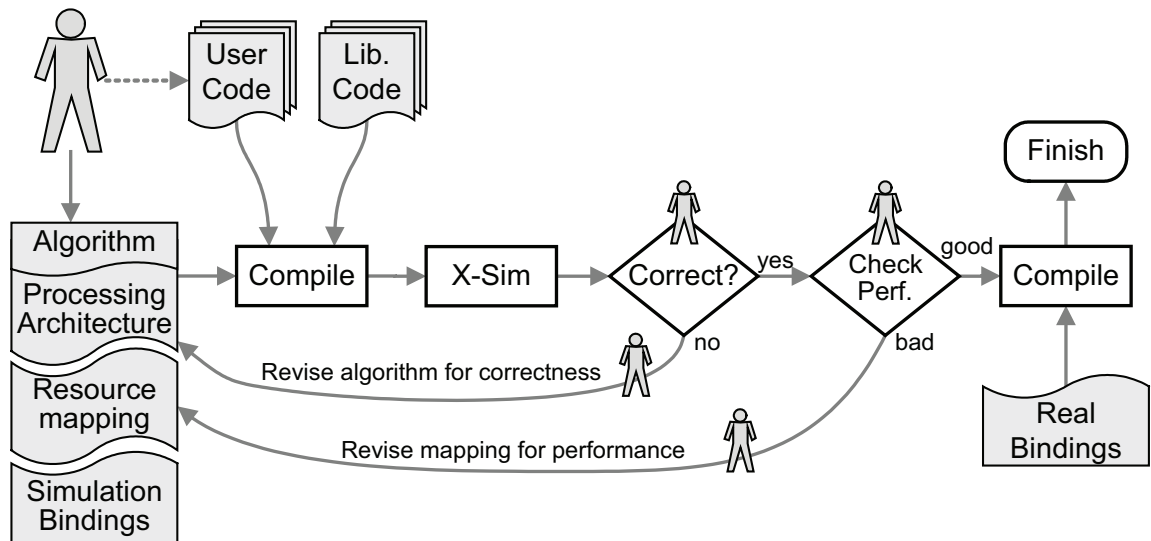 User
Code
Lib.
Code
Finish
Algorithm
Processing
Architecture
Resource
mapping
Simulation
Bindings
Compile
X-Sim
Correct?
yes
no
Check
Perf.
good
bad
Compile
Real
Bindings
Revise algorithm for correctness
Revise mapping for performance